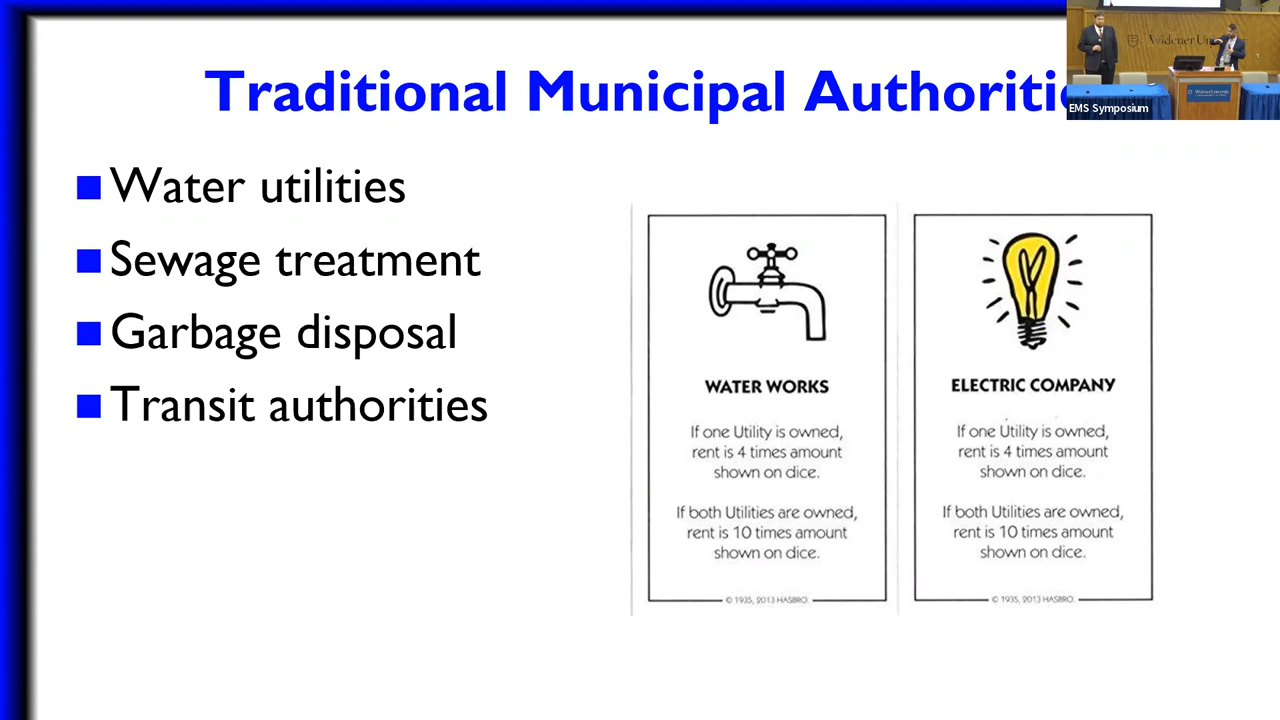 Traditional Municipal Authoriti
Water utilities
Sewage treatment
Garbage disposal
Transit authorities
WATER WORKS
If one Utility is owned,
rent is 4 times amount
shown on dice.
If both Utilities are owned,
rent is 10 times amount
shown on dice.
© 1935, 2013 HASBRO.
ELECTRIC COMPANY
If one Utility is owned,
rent is 4 times amount
shown on dice.
If both Utilities are owned,
rent is 10 times amount
shown on dice.
© 1935, 2013 HASBRO.
Widener Un
EMS Symposium